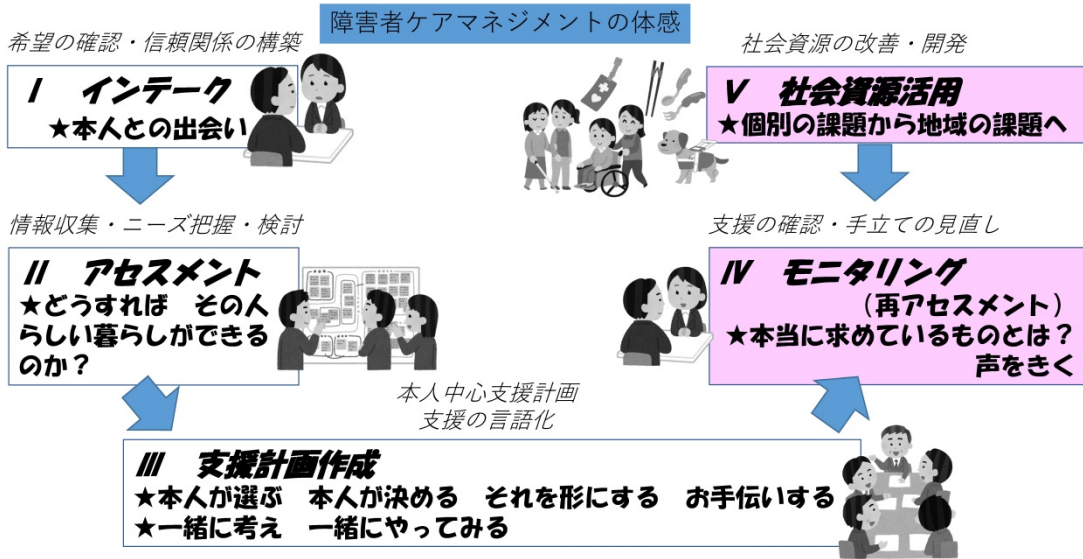 障害者ケアマネジメントの体感
希望の確認・信頼関係の構築
Ⅰ　インテーク
★本人との出会い
情報収集・ニーズ把握・検討
Ⅱ　アセスメント
★どうすれば　その人
らしい暮らしができる
のか？
本人中心支援計画
支援の言語化
Ⅲ　支援計画作成
★本人が選ぶ　本人が決める　それを形にする　お手伝いする
★一緒に考え　一緒にやってみる
支援の確認・手立ての見直し
Ⅳ　モニタリング
（再アセスメント）
★本当に求めているものとは？
声をきく
社会資源の改善・開発
Ⅴ　社会資源活用
★個別の課題から地域の課題へ